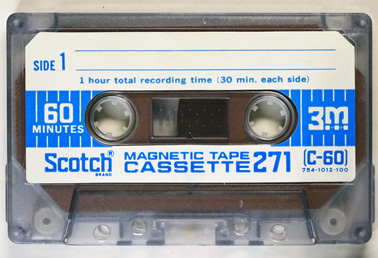 SIDE 1
1 hour total recording time (30 min. each side)
60
MINUTES
3M
Scotch®
BRAND
MAGNETIC TAPE
CASSETTE 271
(C-60)
784-1012-100